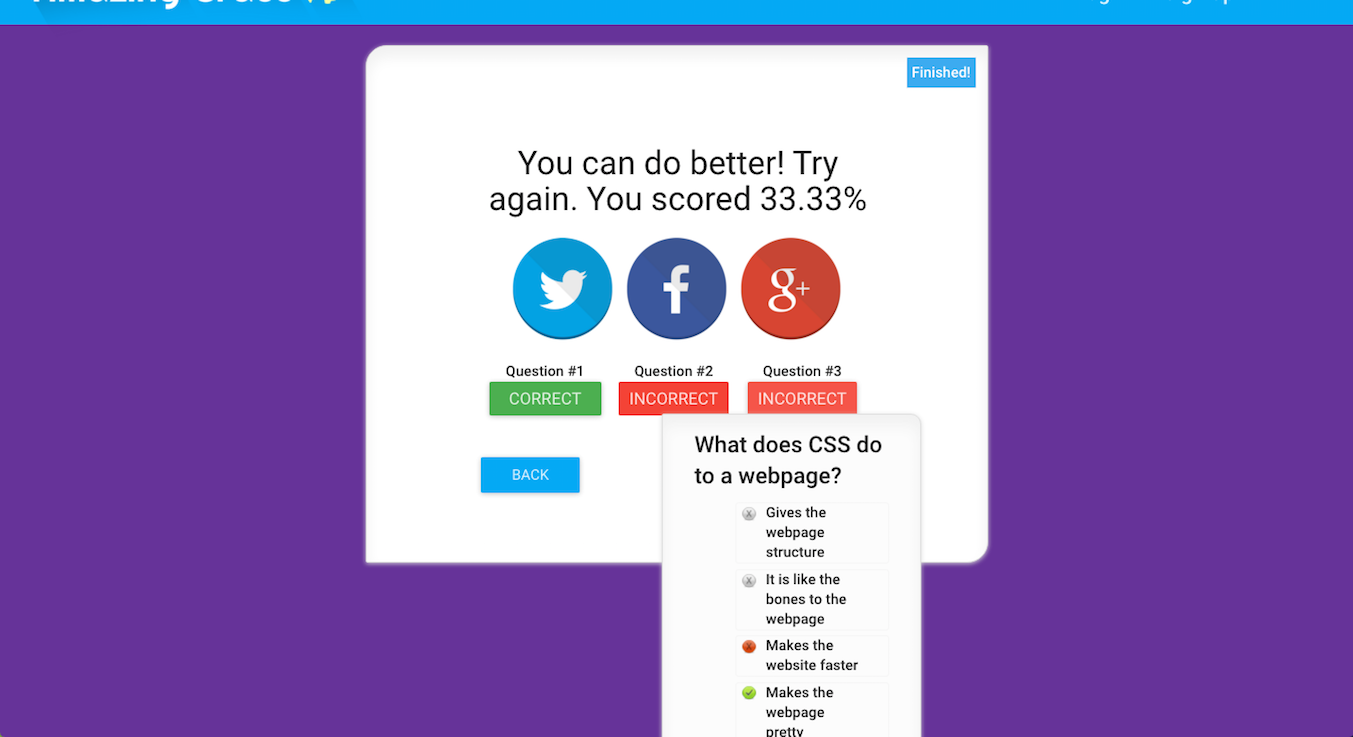 Finished!
You can do better! Try
again. You scored 33.33%
Question #1
Question #2
Question #3
CORRECT
INCORRECT
INCORRECT
BACK
What does CSS do
to a webpage?
Gives the
webpage
structure
It is like the
bones to the
webpage
Makes the
website faster
Makes the
webpage
pretty